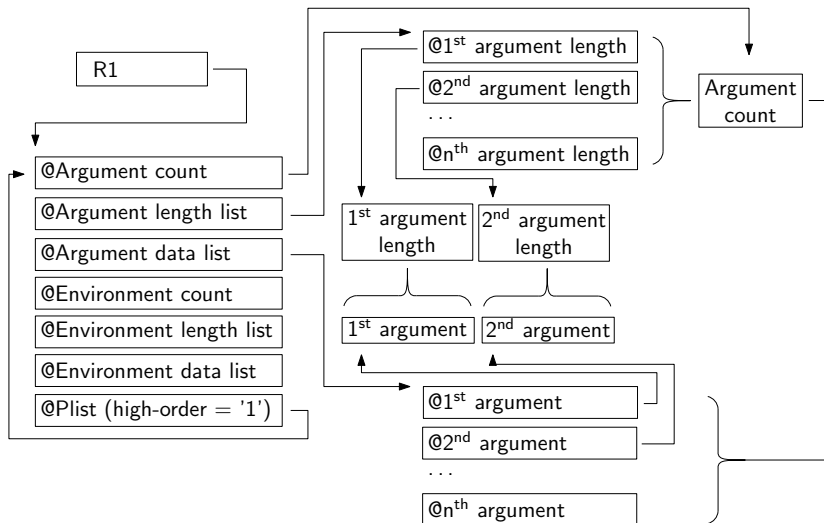 R1
@Argument count
@Argument length list
@Argument data list
@Environment count
@Environment length list
@Environment data list
@Plist (high-order = '1')
@1st argument length
@2nd argument length
...
@nth argument length
Argument
count
1st argument
length
2nd argument
length
1st argument
2nd argument
@1st argument
@2nd argument
...
@nth argument